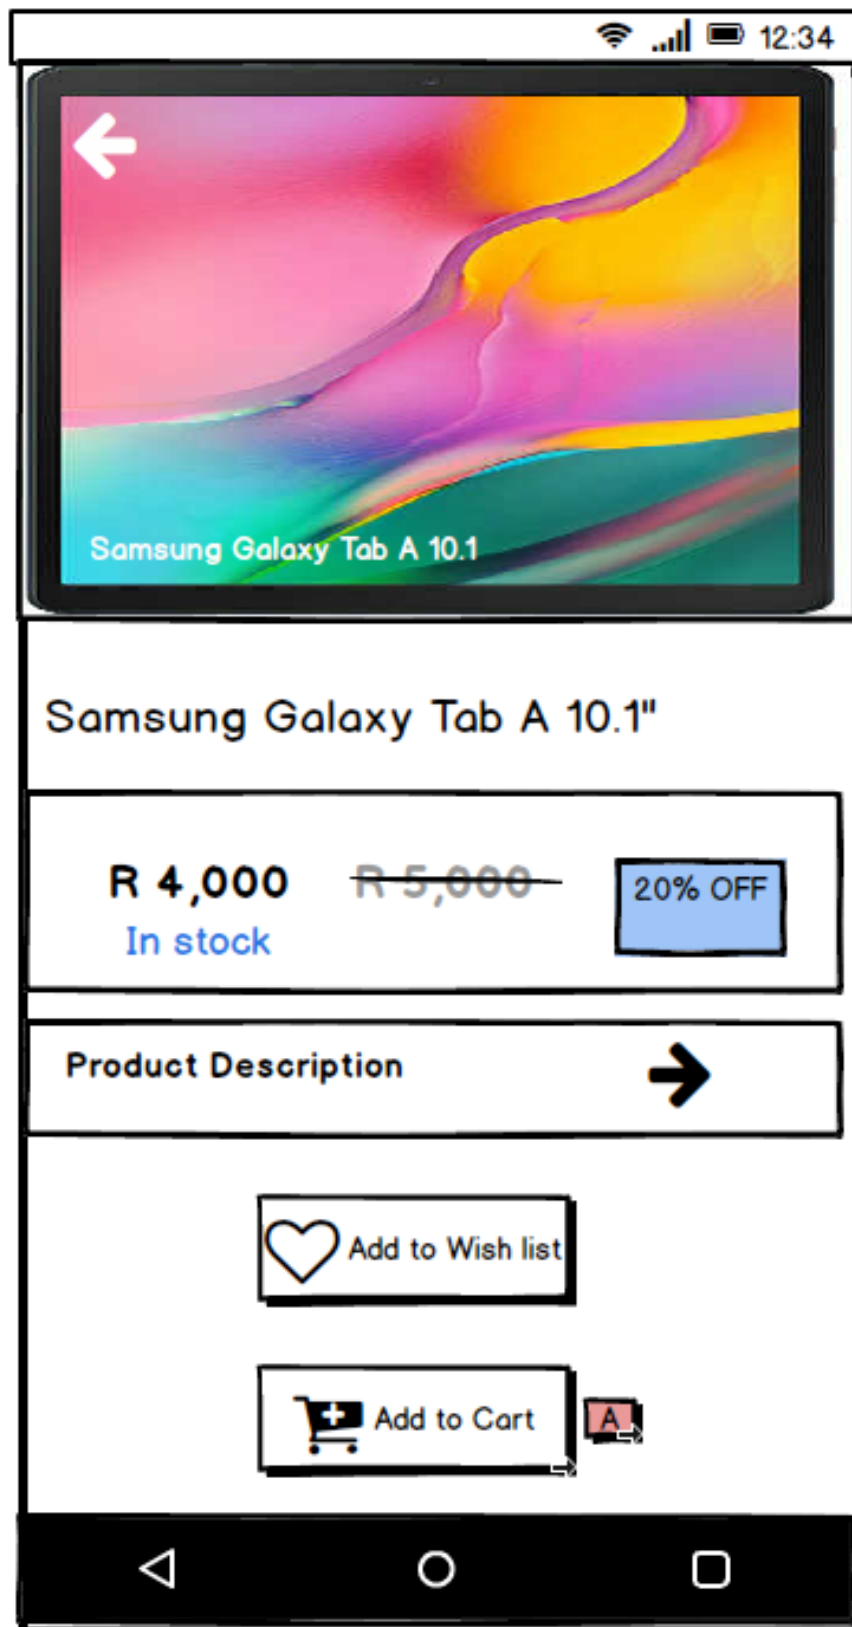 12:34
Samsung Galaxy Tab A 10.1
Samsung Galaxy Tab A 10.1"
R 4,000 R 5,000 20% OFF
In stock
Product Description
Add to Wish list
Add to Cart A